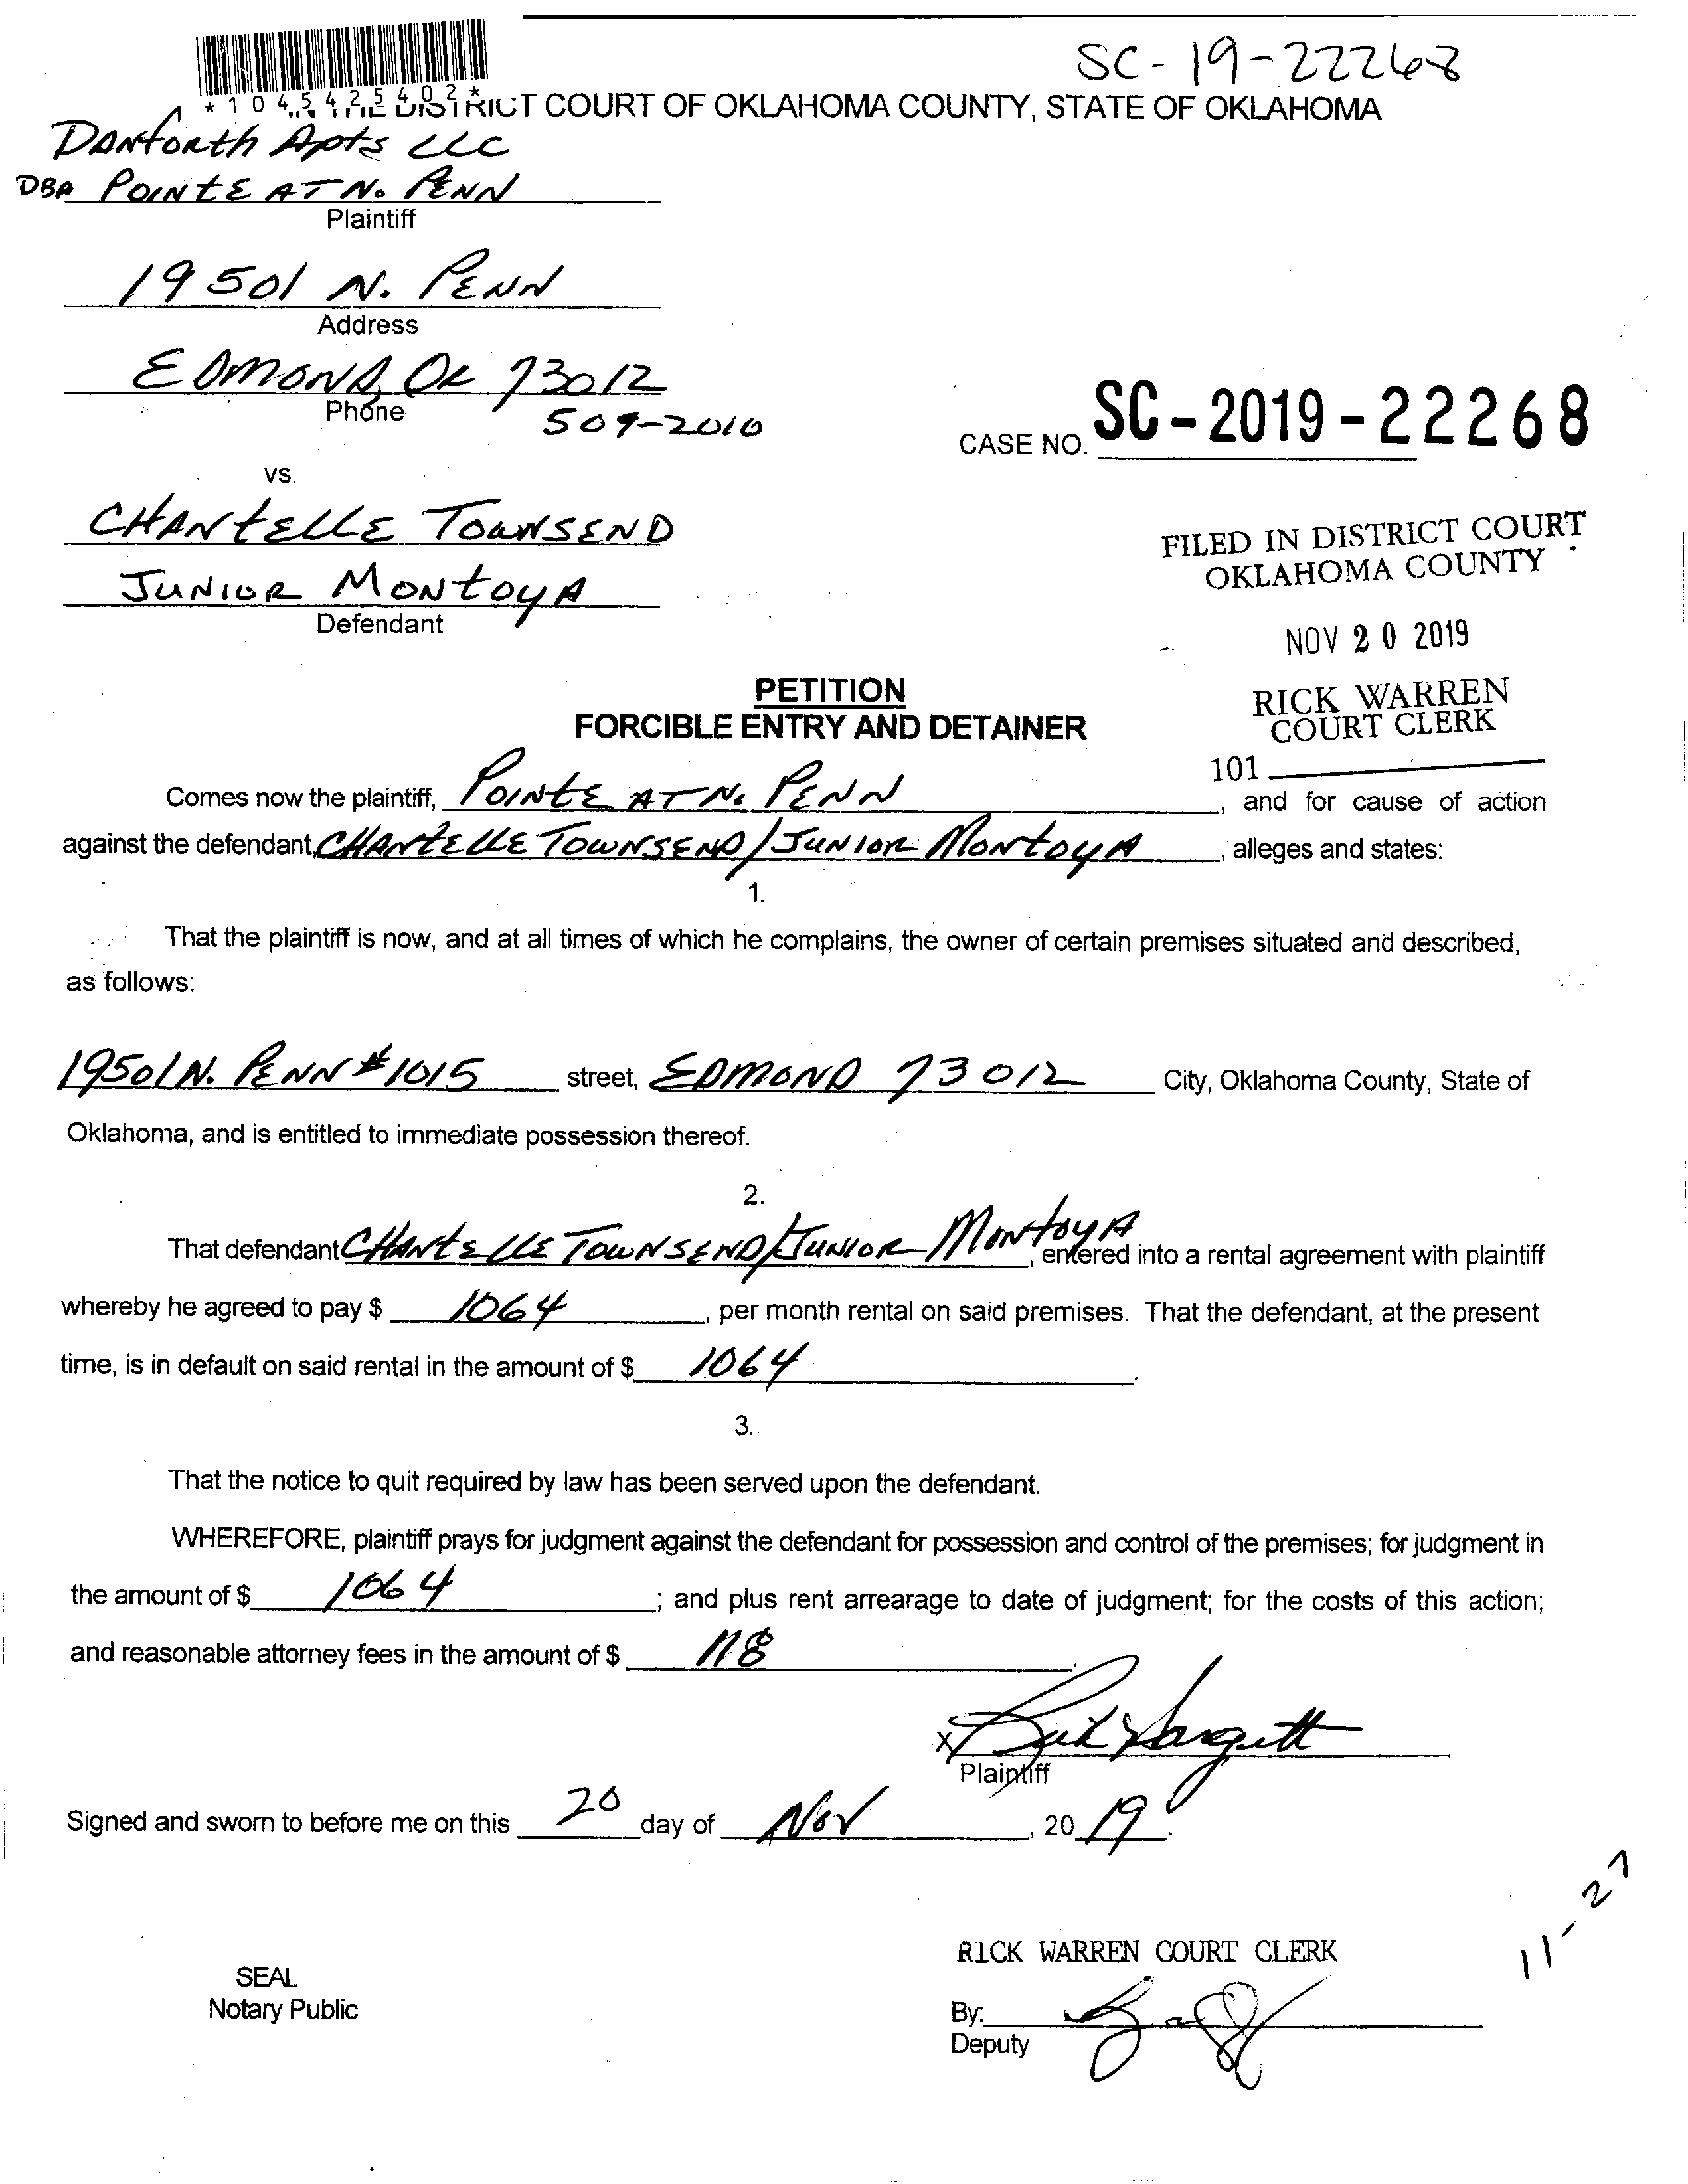 SC-19-22268
*1045425402*
DISTRICT COURT OF OKLAHOMA COUNTY, STATE OF OKLAHOMA
Danforth Apts LLC
DBA POINTE AT N. PENN
Plaintiff
19501 N. PENN
Address
EDMOND, OK 73012
Phone
509-2010
CASE NO. SC-2019-22268
vs.
CHANTELLE TOWNSEND
JUNIOR MONTOYA
Defendant
FILED IN DISTRICT COURT
OKLAHOMA COUNTY
NOV 20 2019
RICK WARREN
COURT CLERK
101
PETITION
FORCIBLE ENTRY AND DETAINER
Comes now the plaintiff, POINTE AT N. PENN, and for cause of action
against the defendant, CHANTELLE TOWNSEND/JUNIOR MONTOYA, alleges and states:
1.
That the plaintiff is now, and at all times of which he complains, the owner of certain premises situated and described,
as follows:
19501 N. PENN #1015 street, EDMOND 73012 City, Oklahoma County, State of
Oklahoma, and is entitled to immediate possession thereof.
2.
That defendant CHANTELLE TOWNSEND/JUNIOR MONTOYA, entered into a rental agreement with plaintiff
whereby he agreed to pay $ 1064, per month rental on said premises. That the defendant, at the present
time, is in default on said rental in the amount of $ 1064.
3.
That the notice to quit required by law has been served upon the defendant.
WHEREFORE, plaintiff prays for judgment against the defendant for possession and control of the premises; for judgment in
the amount of $ 1064; and plus rent arrearage to date of judgment; for the costs of this action;
and reasonable attorney fees in the amount of $ 118
X
Plaintiff
Signed and sworn to before me on this 20 day of Nov, 20 19.
11-27
RICK WARREN COURT CLERK
SEAL
Notary Public
By:
Deputy